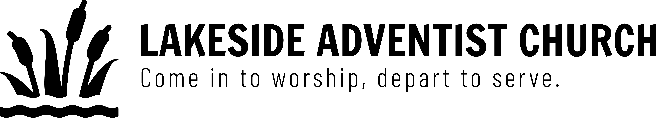 LAKESIDE ADVENTIST CHURCH
Come in to worship, depart to serve.